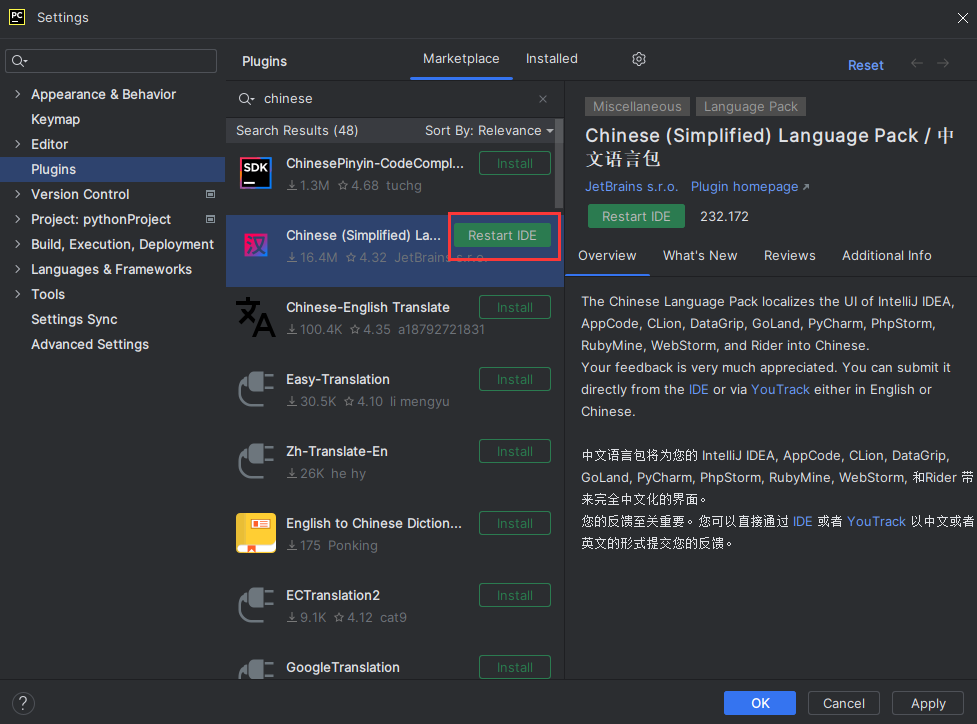 PC
Settings
Plugins
Marketplace
Installed
Reset
Appearance & Behavior
Keymap
Editor
Plugins
Version Control
Project: pythonProject
Build, Execution, Deployment
Languages & Frameworks
Tools
Settings Sync
Advanced Settings
chinese
Search Results (48)
Sort By: Relevance
SDK
ChinesePinyin-CodeCompl...
Install
1.3M 4.68 tuchg
汉
Chinese (Simplified) La...
Restart IDE
16.4M 4.32 JetBrains s.r.o.
文A
Chinese-English Translate
Install
100.4K 4.35 a18792721831
Easy-Translation
Install
30.5K 4.10 li mengyu
Zh-Translate-En
Install
26K he hy
English to Chinese Diction...
Install
175 Ponking
ECTranslation2
Install
9.1K 4.12 cat9
GoogleTranslation
Install
Miscellaneous
Language Pack
Chinese (Simplified) Language Pack / 中
文语言包
JetBrains s.r.o. Plugin homepage
Restart IDE
232.172
Overview
What's New
Reviews
Additional Info
The Chinese Language Pack localizes the UI of IntelliJ IDEA,
AppCode, CLion, DataGrip, GoLand, PyCharm, PhpStorm,
RubyMine, WebStorm, and Rider into Chinese.
Your feedback is very much appreciated. You can submit it
directly from the IDE or via YouTrack either in English or
Chinese.
中文语言包将为您的 IntelliJ IDEA, AppCode, CLion, DataGrip,
GoLand, PyCharm, PhpStorm, RubyMine, WebStorm, 和Rider 带
来完全中文化的界面。
您的反馈至关重要。您可以直接通过 IDE 或者 YouTrack 以中文或者
英文的形式提交您的反馈。
?
OK
Cancel
Apply